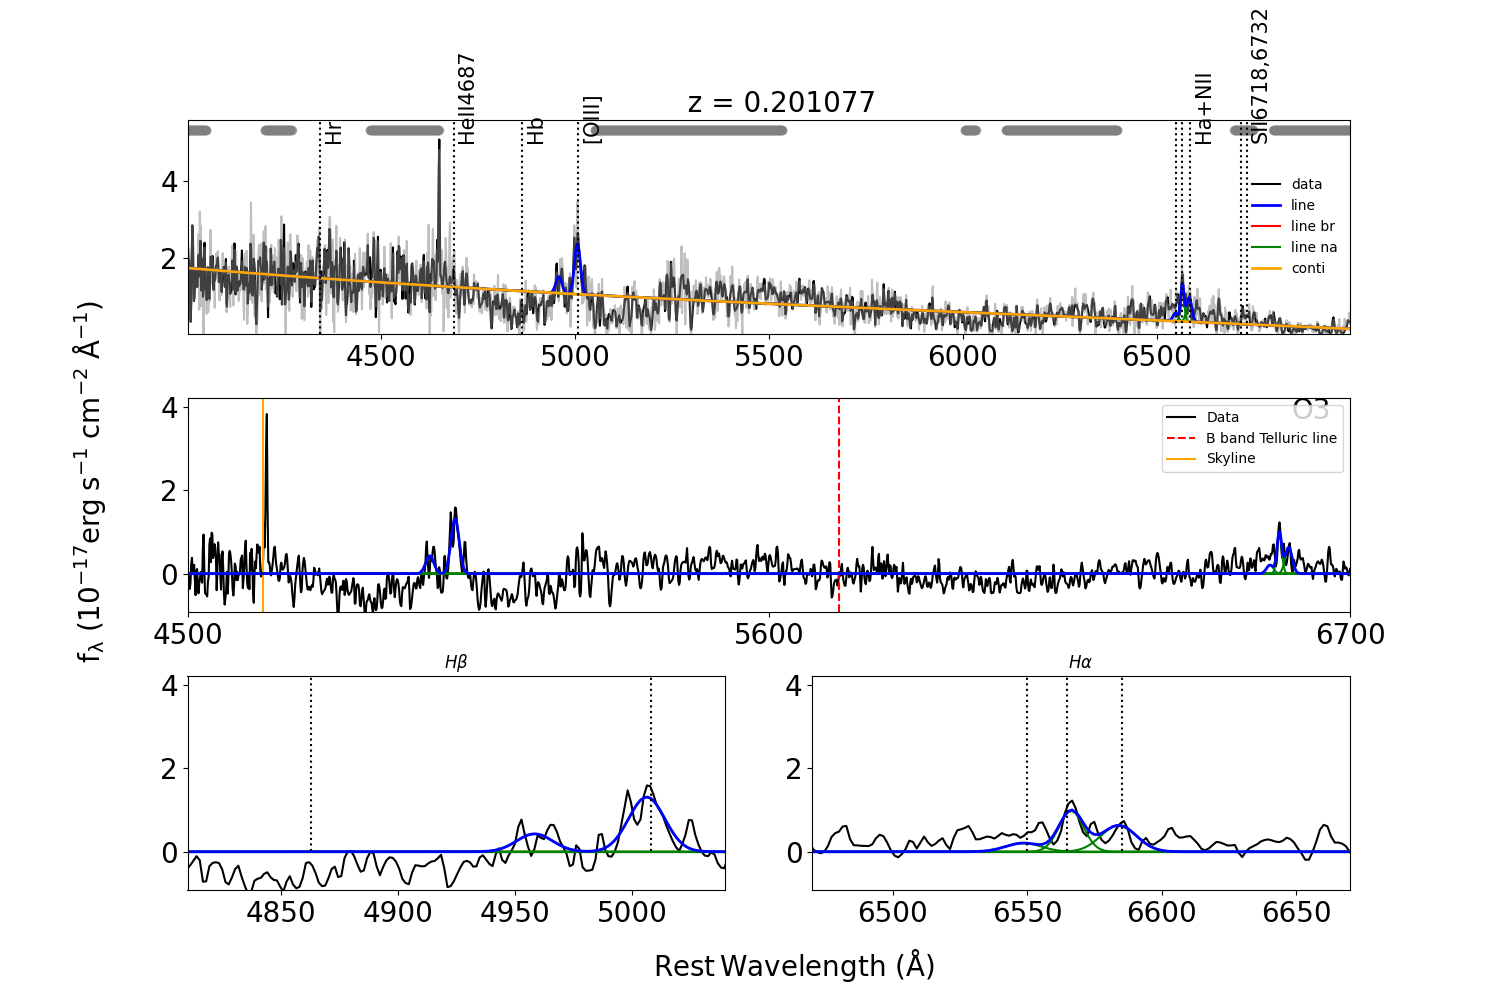 z = 0.201077
Hr
HeII4687
Hb
[OIII]
Ha+NII
SII6718,6732
data
line
line br
line na
conti
4
2
4500
5000
5500
6000
6500
fλ (10⁻¹⁷erg s⁻¹ cm⁻² Å⁻¹)
O3
Data
B band Telluric line
Skyline
4
2
0
4500
5600
6700
Hβ
4
2
0
4850
4900
4950
5000
Hα
4
2
0
6500
6550
6600
6650
Rest Wavelength (Å)